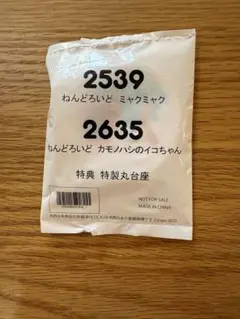 2539
ねんどろいど ミャクミャク
2635
ねんどろいど カモノハシのイコちゃん
特典 特製丸台座
NOT FOR SALE
MADE IN CHINA